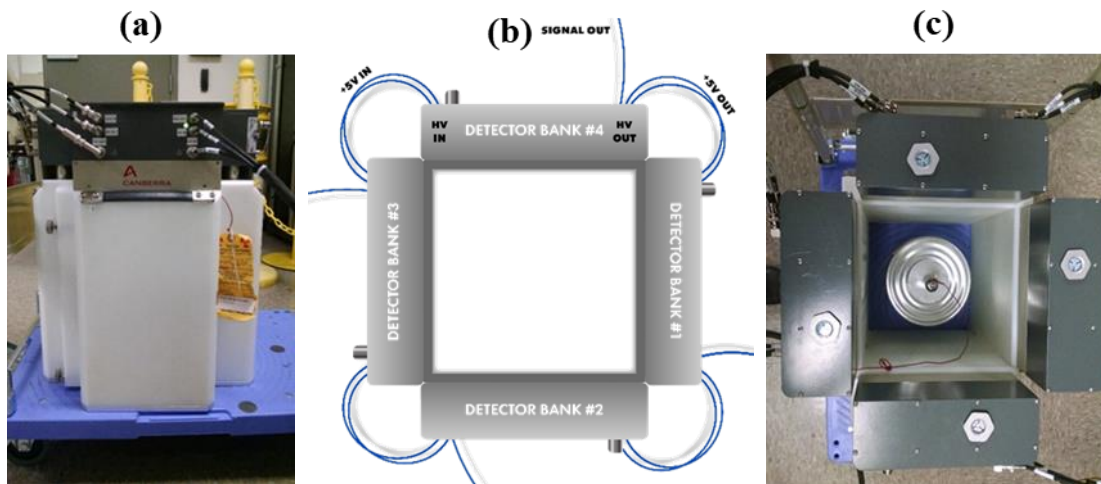 (a)
(b)
(c)
SIGNAL OUT
+5V IN
+5V OUT
HV
IN
DETECTOR BANK #4
HV
OUT
DETECTOR BANK #3
DETECTOR BANK #1
DETECTOR BANK #2
CANBERRA